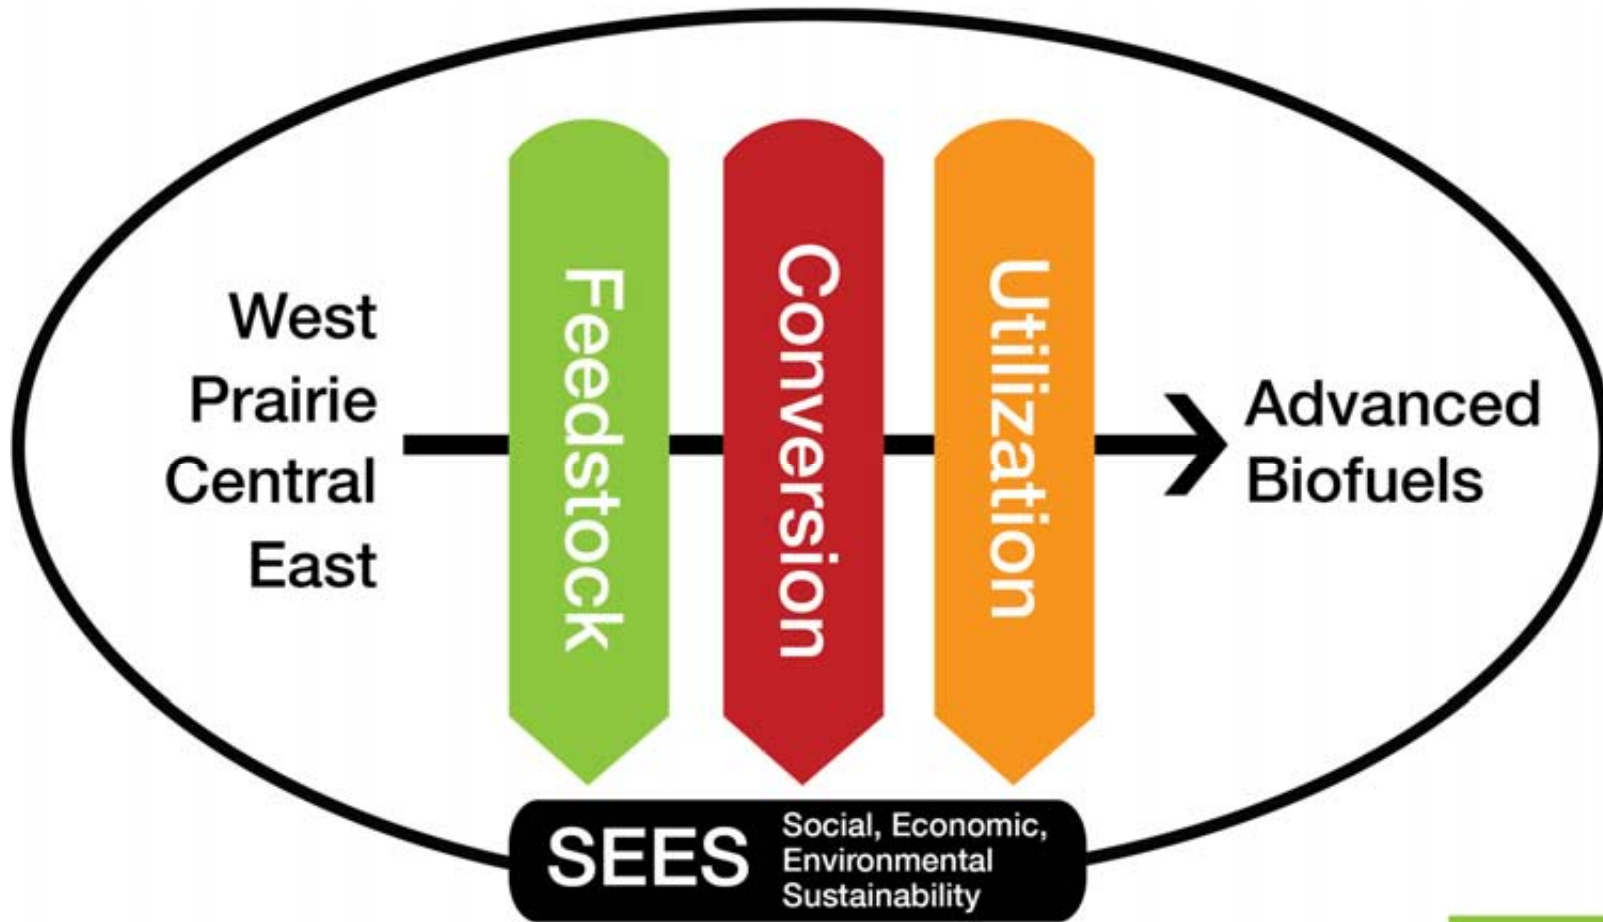 West
Prairie
Central
East
Feedstock
Conversion
Utilization
Advanced
Biofuels
SEES
Social, Economic,
Environmental
Sustainability